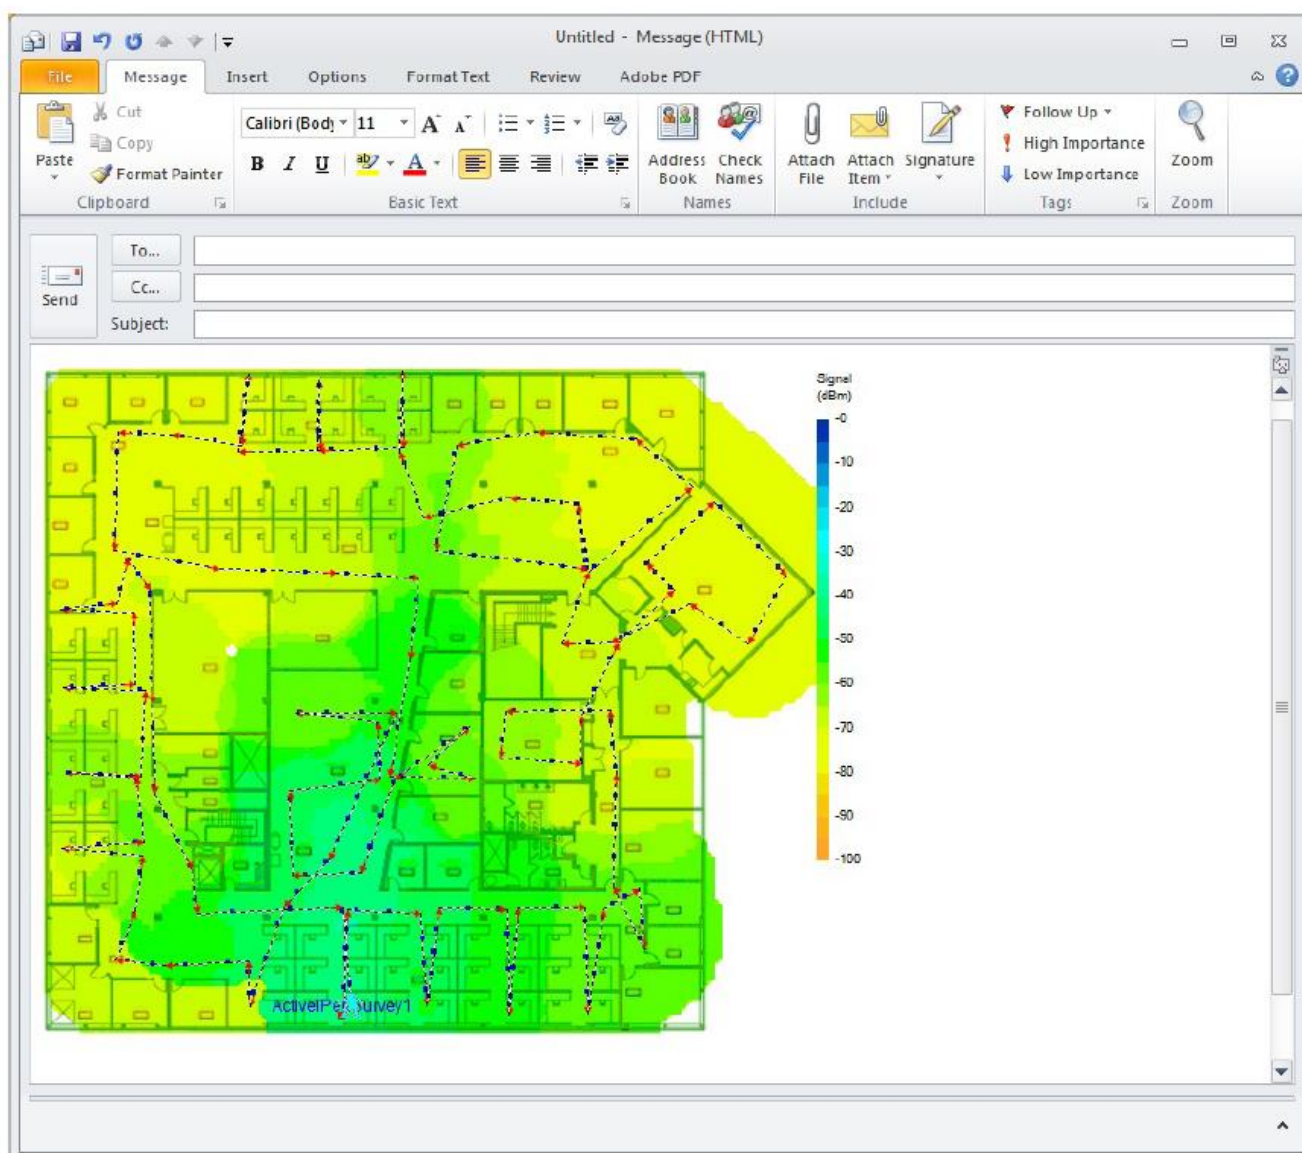 Untitled - Message (HTML)
File Message Insert Options Format Text Review Adobe PDF
Cut
Copy
Format Painter
Paste
Clipboard
Calibri (Body 11
A A
B I U ab A
Basic Text
Address Book
Check Names
Names
Attach File
Attach Item
Signature
Include
Follow Up
High Importance
Low Importance
Tags
Zoom
Zoom
Send
To...
Cc...
Subject:
Signal
(dBm)
-0
-10
-20
-30
-40
-50
-60
-70
-80
-90
-100